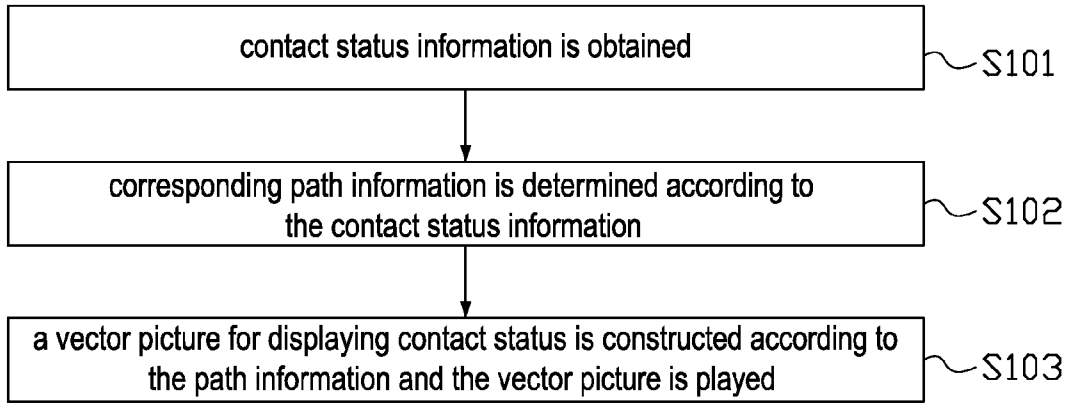 contact status information is obtained
S101
corresponding path information is determined according to
the contact status information
S102
a vector picture for displaying contact status is constructed according to
the path information and the vector picture is played
S103